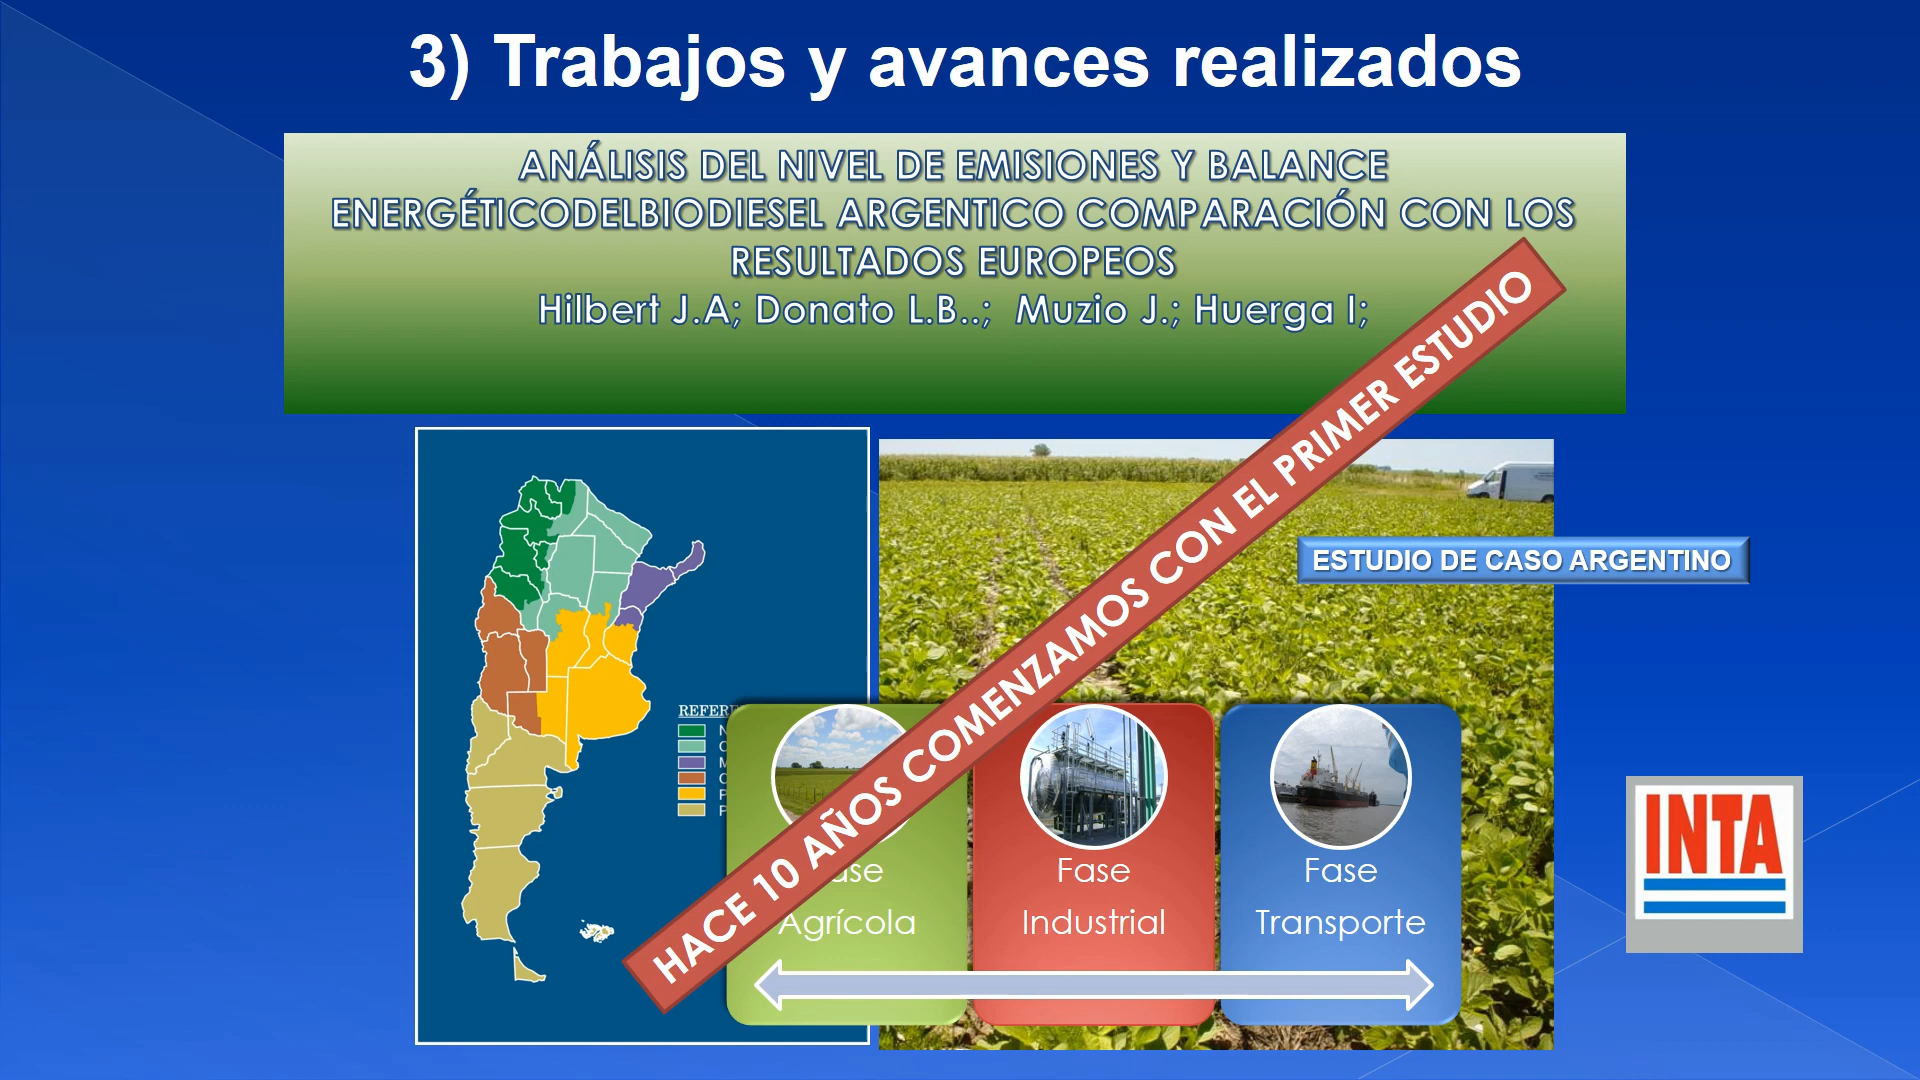 3) Trabajos y avances realizados
ANÁLISIS DEL NIVEL DE EMISIONES Y BALANCE
ENERGÉTICODELBIODIESEL ARGENTICO COMPARACIÓN CON LOS
RESULTADOS EUROPEOS
Hilbert J.A; Donato L.B..; Muzio J.; Huerga I;
HACE 10 AÑOS COMENZAMOS CON EL PRIMER ESTUDIO
ESTUDIO DE CASO ARGENTINO
Agrícola
Fase
Industrial
Fase
Transporte
INTA